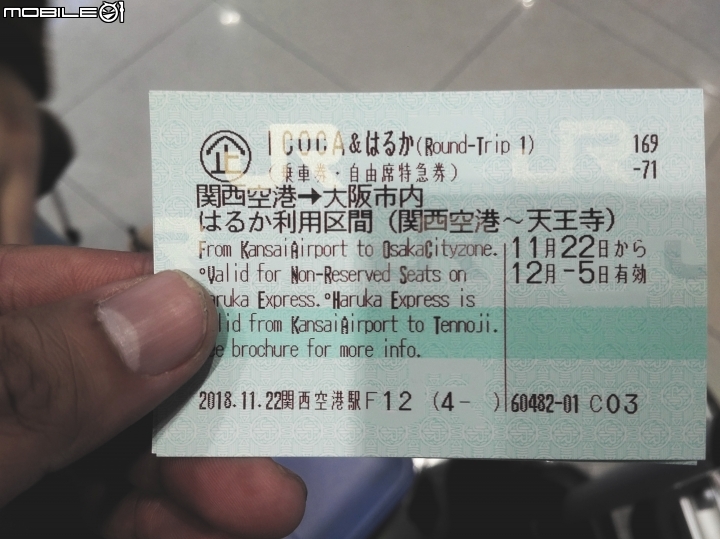 MOBILE01
企 ICOCA&はるか(Round-Trip 1) 169
(乗車券・自由席特急券) -71
関西空港→大阪市内
はるか利用区間(関西空港〜天王寺)
From KansaiAirport to OsakaCityzone. 11月22日から
°Valid for Non-Reserved Seats on 12月-5日有効
Haruka Express.°Haruka Express is
valid from KansaiAirport to Tennoji.
brochure for more info.
2018.11.22関西空港駅F12 (4- ) 60482-01 C03